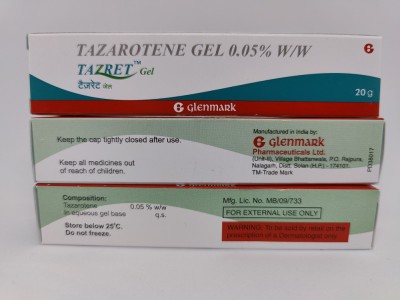 TAZAROTENE GEL 0.05% W/W
TAZRET™ Gel
टैज़रेट जेल
20 g
G Glenmark
Keep the cap tightly closed after use.
Keep all medicines out
of reach of children.
Manufactured in India by:
G Glenmark
Pharmaceuticals Ltd.
(Unit-II), Village Bhattanwala, P.O. Rajpura,
Nalagarh, Distt. Solan (H.P.) - 174101.
TM-Trade Mark
Composition:
Tazarotene 0.05 % w/w
In aqueous gel base q.s.
Store below 25°C.
Do not freeze.
Mfg. Lic. No. MB/09/733
FOR EXTERNAL USE ONLY
WARNING: To be sold by retail on the
prescription of a Dermatologist only.